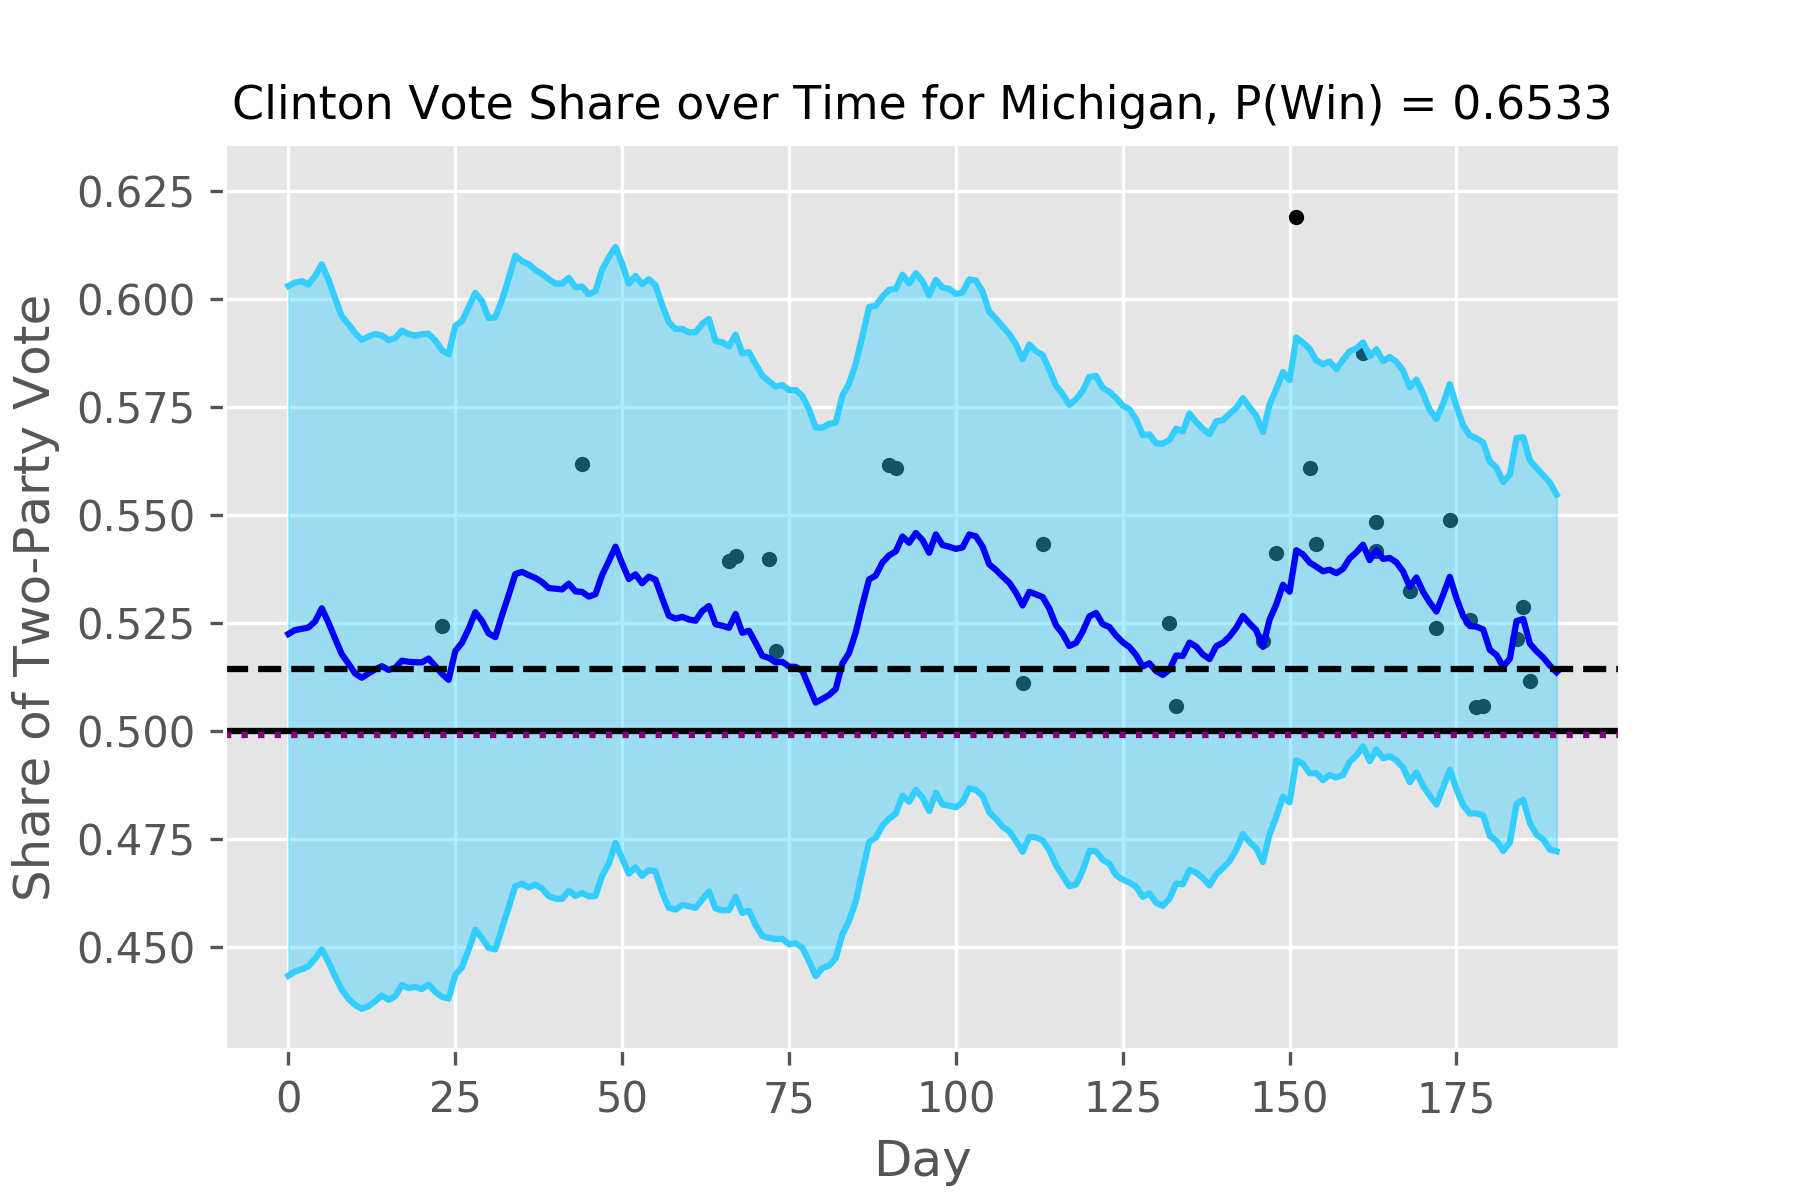 Clinton Vote Share over Time for Michigan, P(Win) = 0.6533
Share of Two-Party Vote
0.625
0.600
0.575
0.550
0.525
0.500
0.475
0.450
0 25 50 75 100 125 150 175
Day